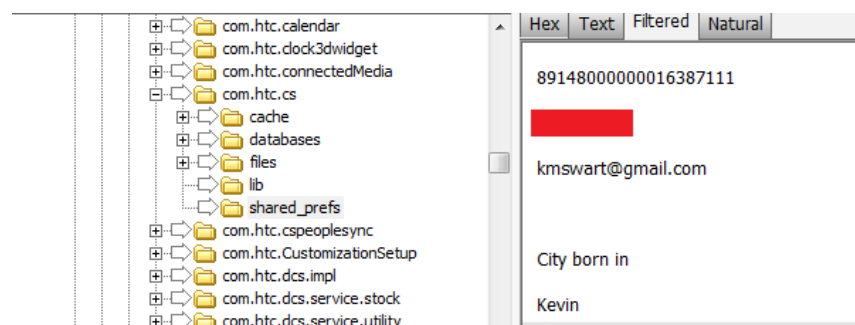 com.htc.calendar
com.htc.clock3dwidget
com.htc.connectedMedia
com.htc.cs
cache
databases
files
lib
shared_prefs
com.htc.cspeoplesync
com.htc.CustomizationSetup
com.htc.dcs.impl
com.htc.dcs.service.stock
com.htc.dcs.service.utility
Hex Text Filtered Natural
89148000000016387111
kmswart@gmail.com
City born in
Kevin